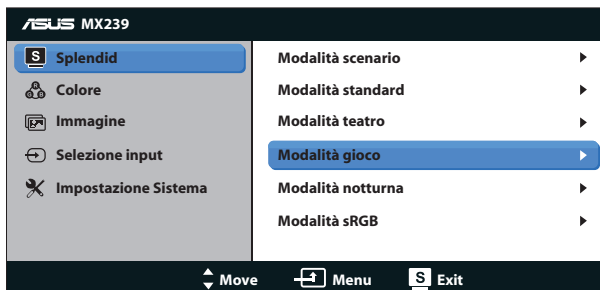 ASUS MX239
S Splendid
Colore
Immagine
Selezione input
Impostazione Sistema
Modalità scenario
Modalità standard
Modalità teatro
Modalità gioco
Modalità notturna
Modalità sRGB
Move Menu S Exit